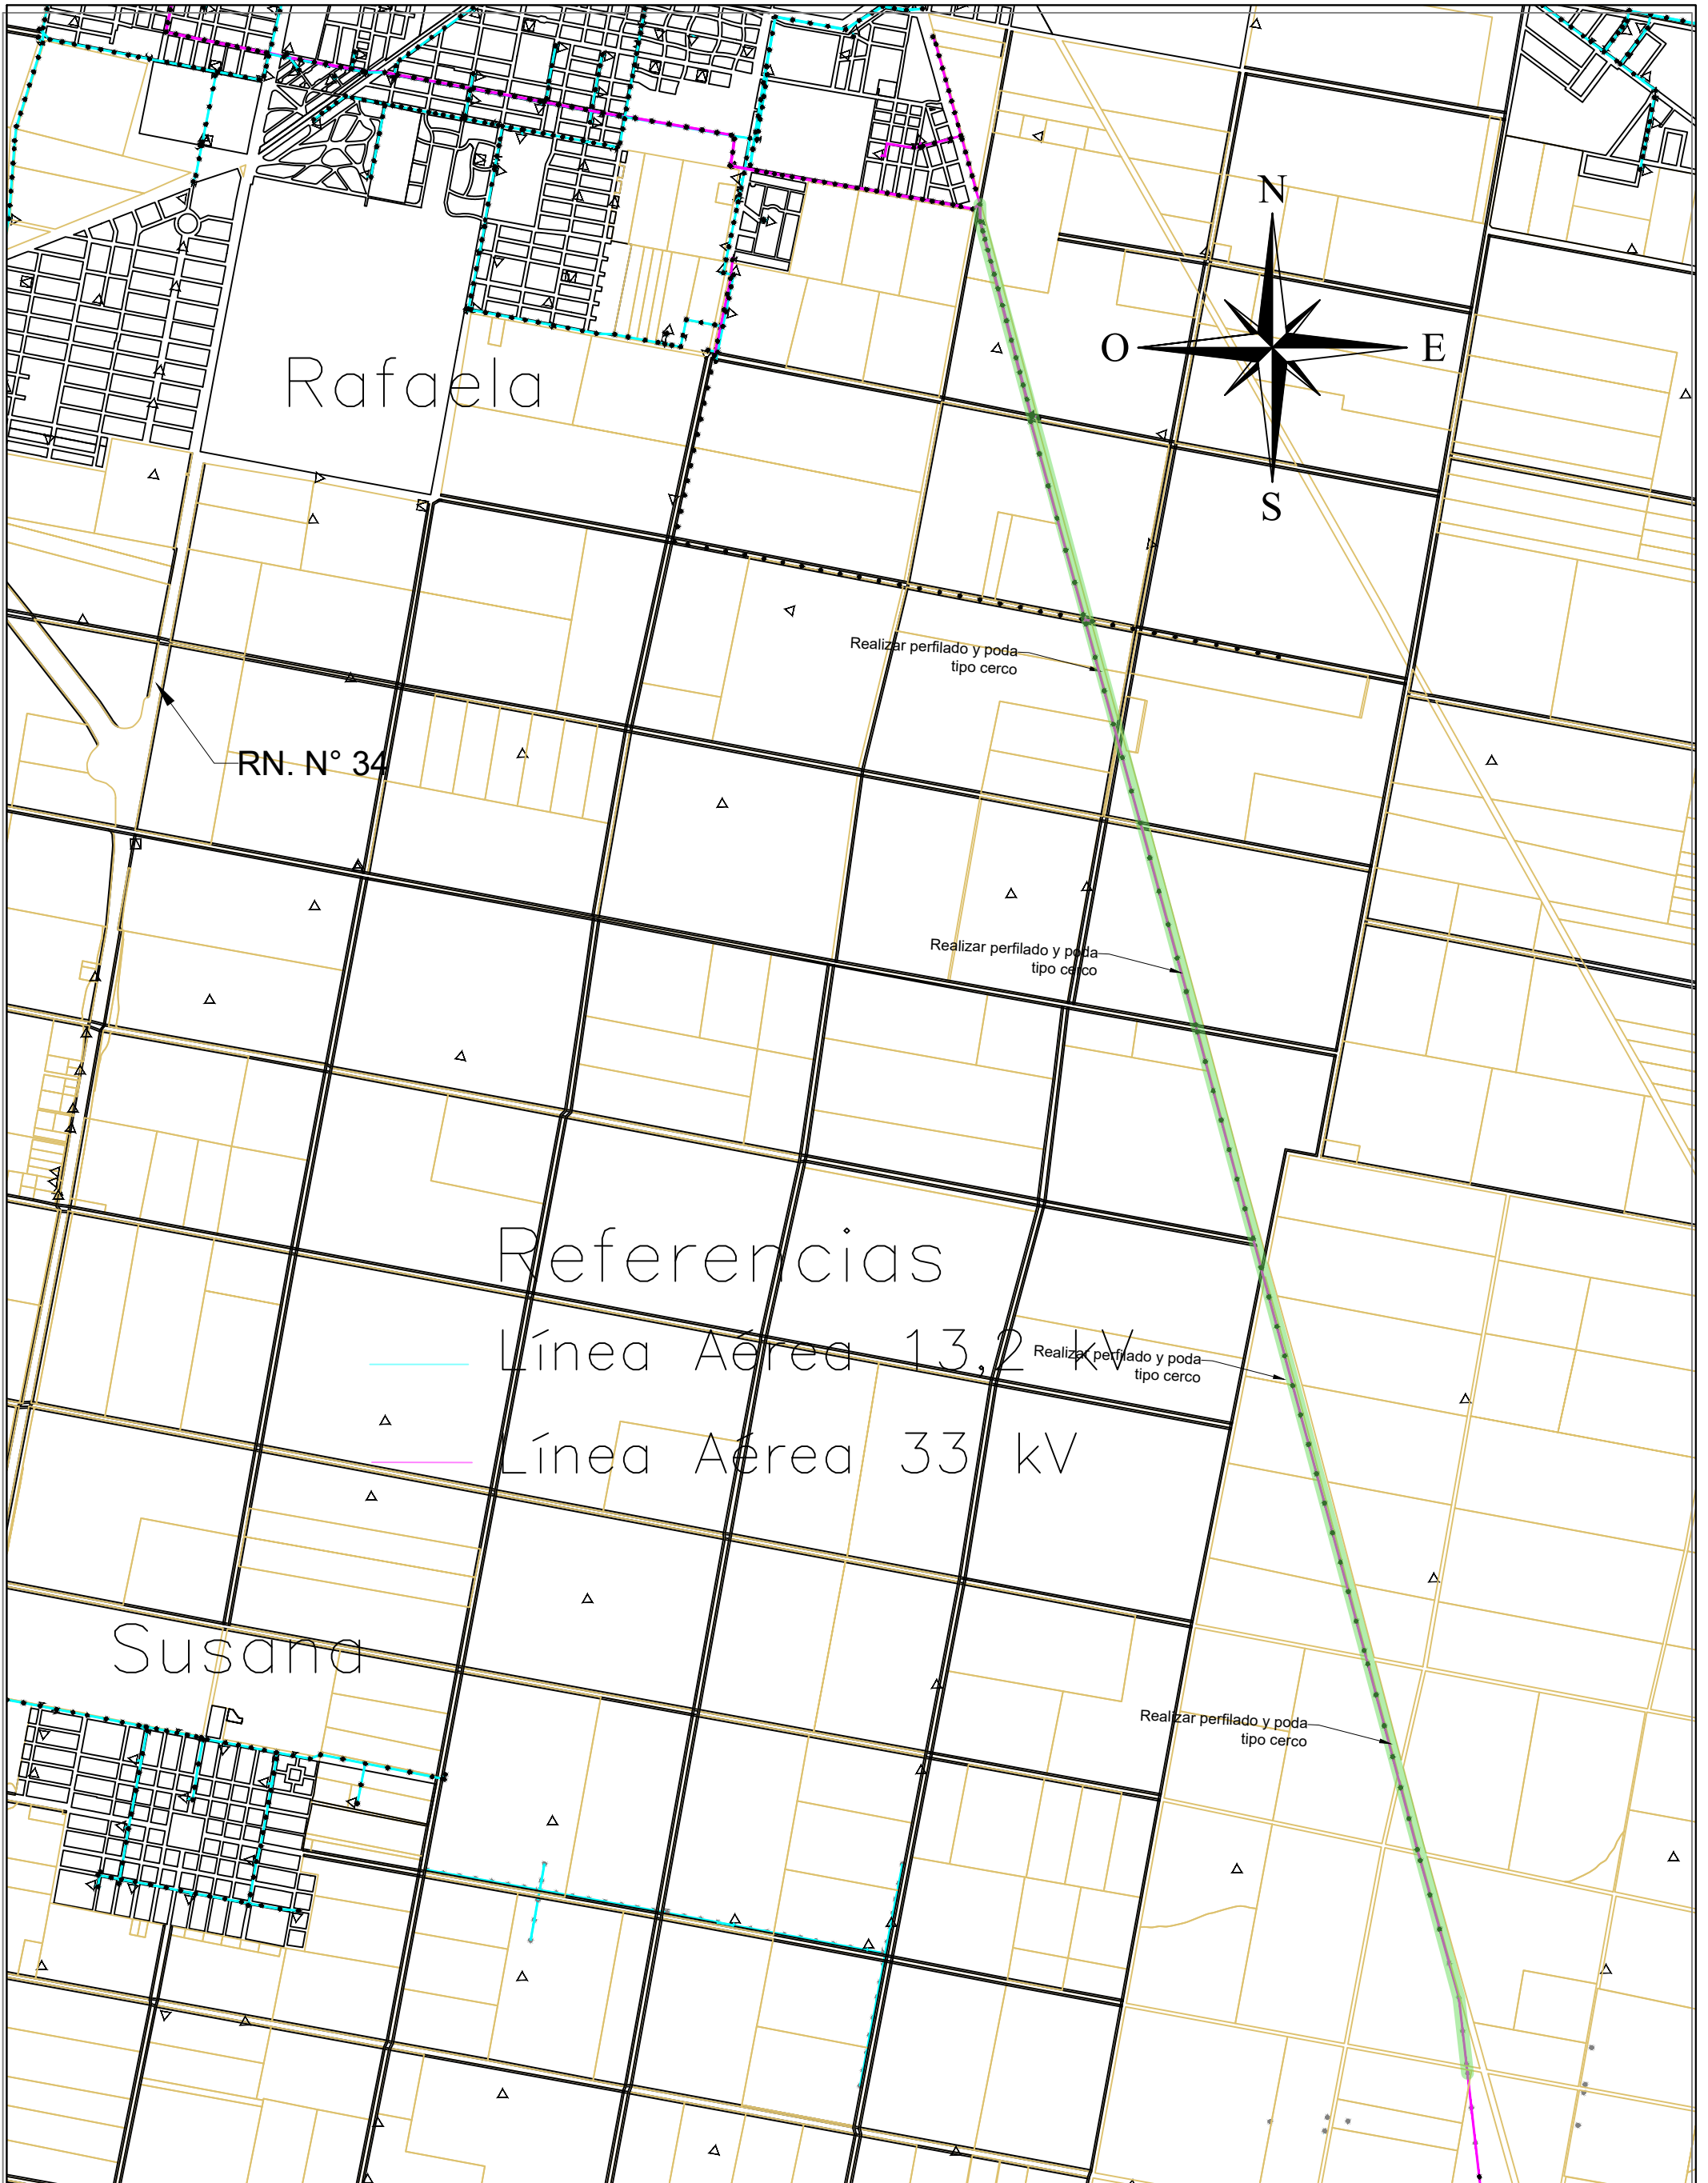 N
O
E
S
Rafaela
Realizar perfilado y poda
tipo cerco
RN. N° 34
Realizar perfilado y poda
tipo cerco
Referencias
Línea Aérea 13,2 kV
Realizar perfilado y poda
tipo cerco
Línea Aérea 33 kV
Susana
Realizar perfilado y poda
tipo cerco